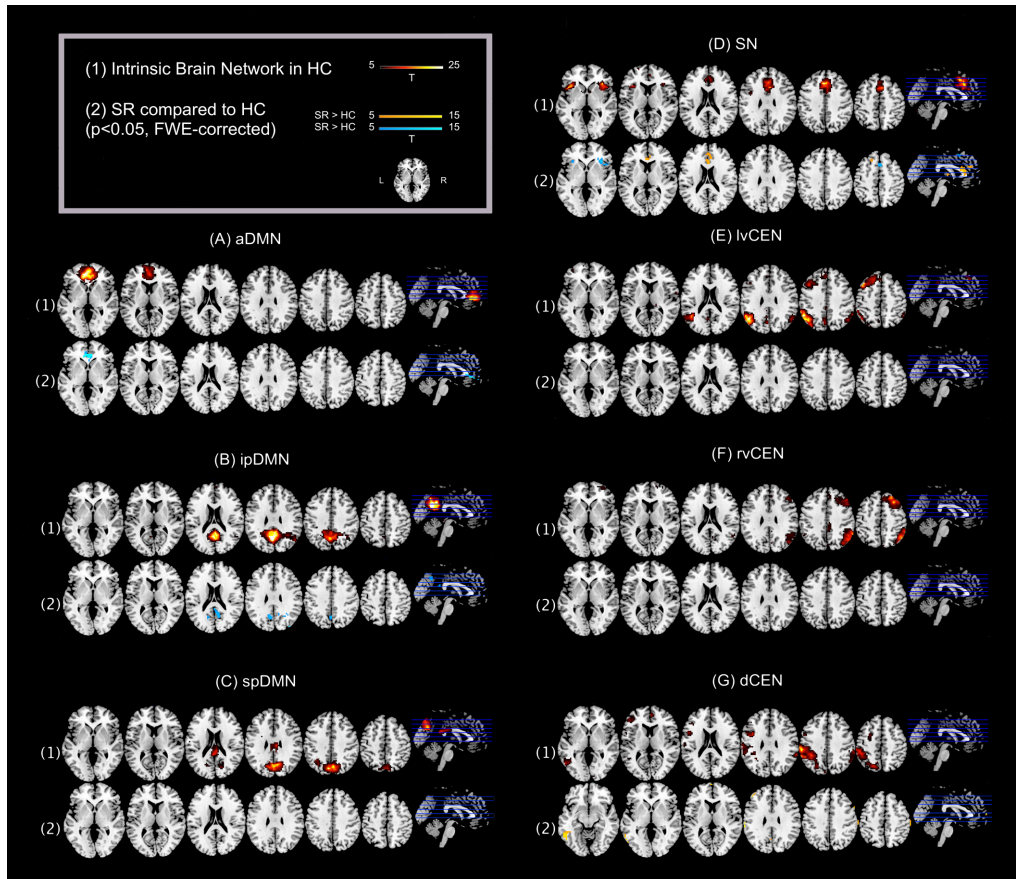 (1) Intrinsic Brain Network in HC
5 25
T
(2) SR compared to HC
(p<0.05, FWE-corrected)
SR > HC 5 15
SR > HC 5 15
T
L R
(A) aDMN
(1)
(2)
(B) ipDMN
(1)
(2)
(C) spDMN
(1)
(2)
(D) SN
(1)
(2)
(E) lvCEN
(1)
(2)
(F) rvCEN
(1)
(2)
(G) dCEN
(1)
(2)